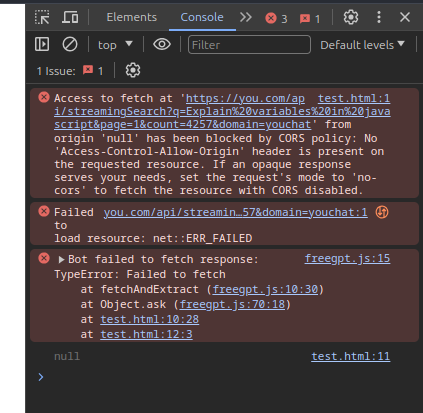 Elements Console 3 1
top Filter Default levels
1 Issue: 1
Access to fetch at 'https://you.com/ap test.html:1
i/streamingSearch?q=Explain%20variables%20in%20java
script&page=1&count=4257&domain=youchat' from
origin 'null' has been blocked by CORS policy: No
'Access-Control-Allow-Origin' header is present on
the requested resource. If an opaque response
serves your needs, set the request's mode to 'no-
cors' to fetch the resource with CORS disabled.
Failed you.com/api/streamin…57&domain=youchat:1
to
load resource: net::ERR_FAILED
Bot failed to fetch response: freegpt.js:15
TypeError: Failed to fetch
at fetchAndExtract (freegpt.js:10:30)
at Object.ask (freegpt.js:70:18)
at test.html:10:28
at test.html:12:3
null test.html:11